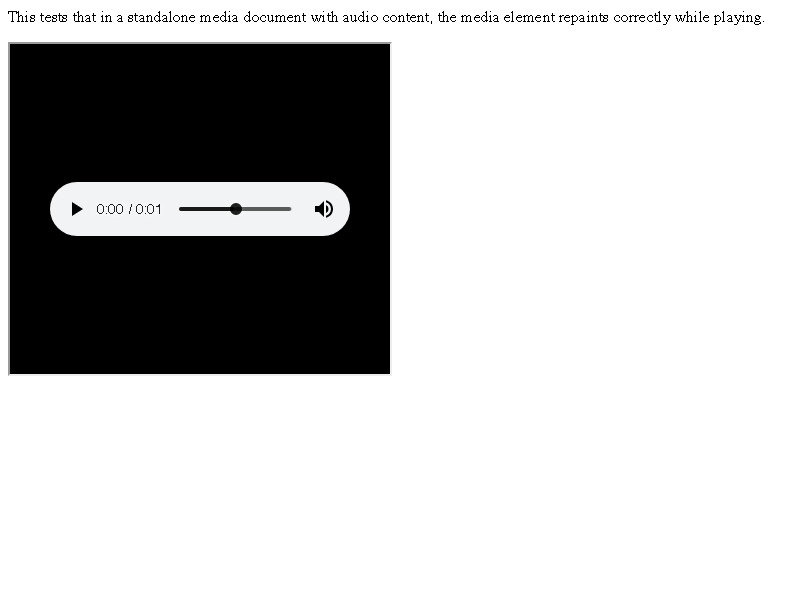 This tests that in a standalone media document with audio content, the media element repaints correctly while playing.
0:00 / 0:01